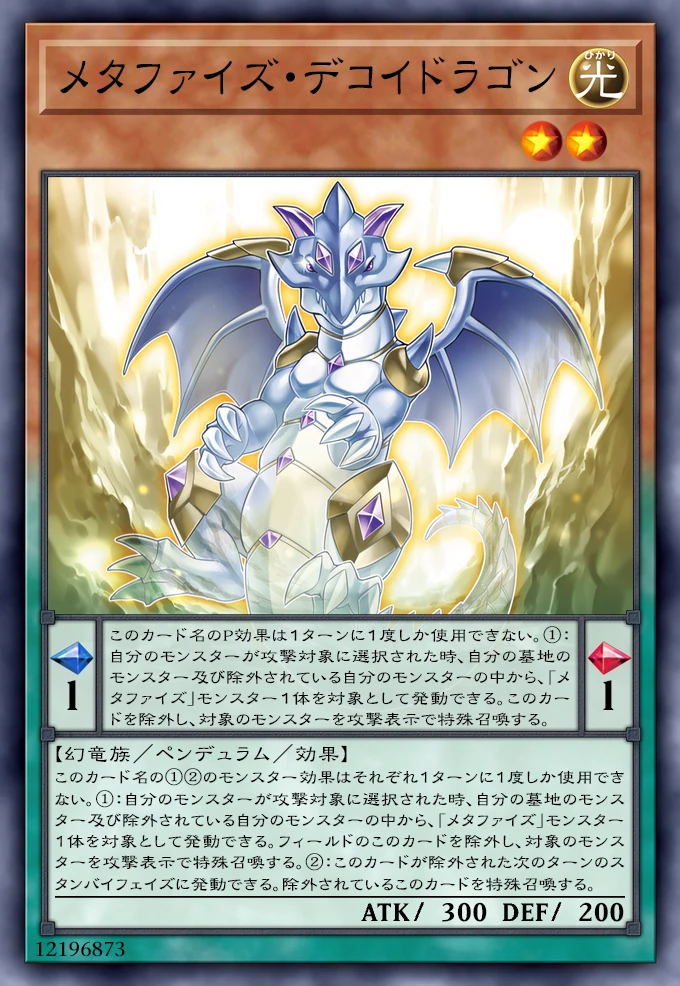 メタファイズ・デコイドラゴン
ひかり
光
このカード名のP効果は1ターンに1度しか使用できない。①:
自分のモンスターが攻撃対象に選択された時、自分の墓地の
モンスター及び除外されている自分のモンスターの中から、「メ
タファイズ」モンスター1体を対象として発動できる。このカー
ドを除外し、対象のモンスターを攻撃表示で特殊召喚する。
1
1
【幻竜族/ペンデュラム/効果】
このカード名の①②のモンスター効果はそれぞれ1ターンに1度しか使用でき
ない。①:自分のモンスターが攻撃対象に選択された時、自分の墓地のモンス
ター及び除外されている自分のモンスターの中から、「メタファイズ」モンスター
1体を対象として発動できる。フィールドのこのカードを除外し、対象のモンス
ターを攻撃表示で特殊召喚する。②:このカードが除外された次のターンのス
タンバイフェイズに発動できる。除外されているこのカードを特殊召喚する。
ATK/ 300 DEF/ 200
12196873